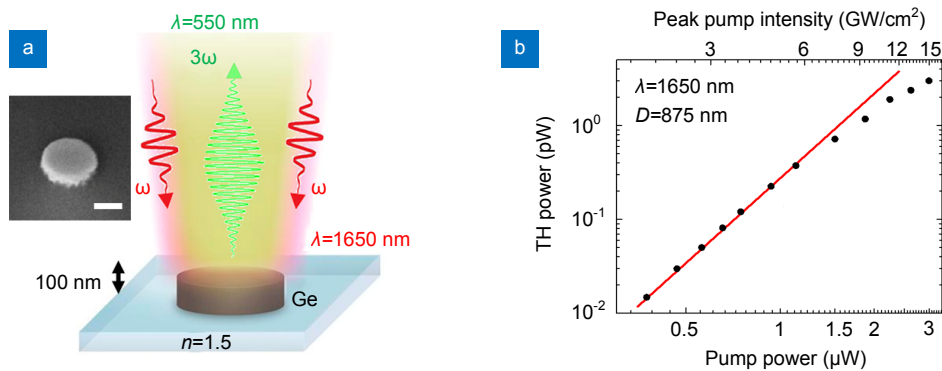 a
λ=550 nm
3ω
ω
ω
λ=1650 nm
100 nm
Ge
n=1.5
b
Peak pump intensity (GW/cm²)
3
6
9
12
15
λ=1650 nm
D=875 nm
TH power (pW)
10⁰
10⁻¹
10⁻²
0.5
1
1.5
2
3
Pump power (μW)